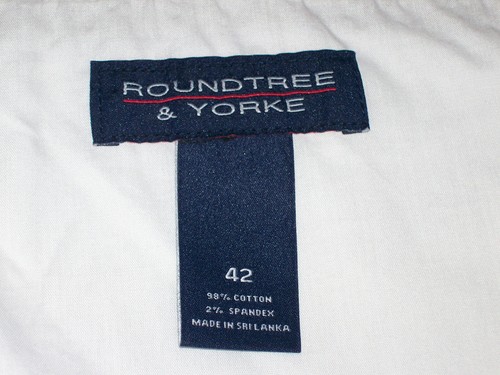 ROUNDTREE
& YORKE
42
98% COTTON
2% SPANDEX
MADE IN SRI LANKA